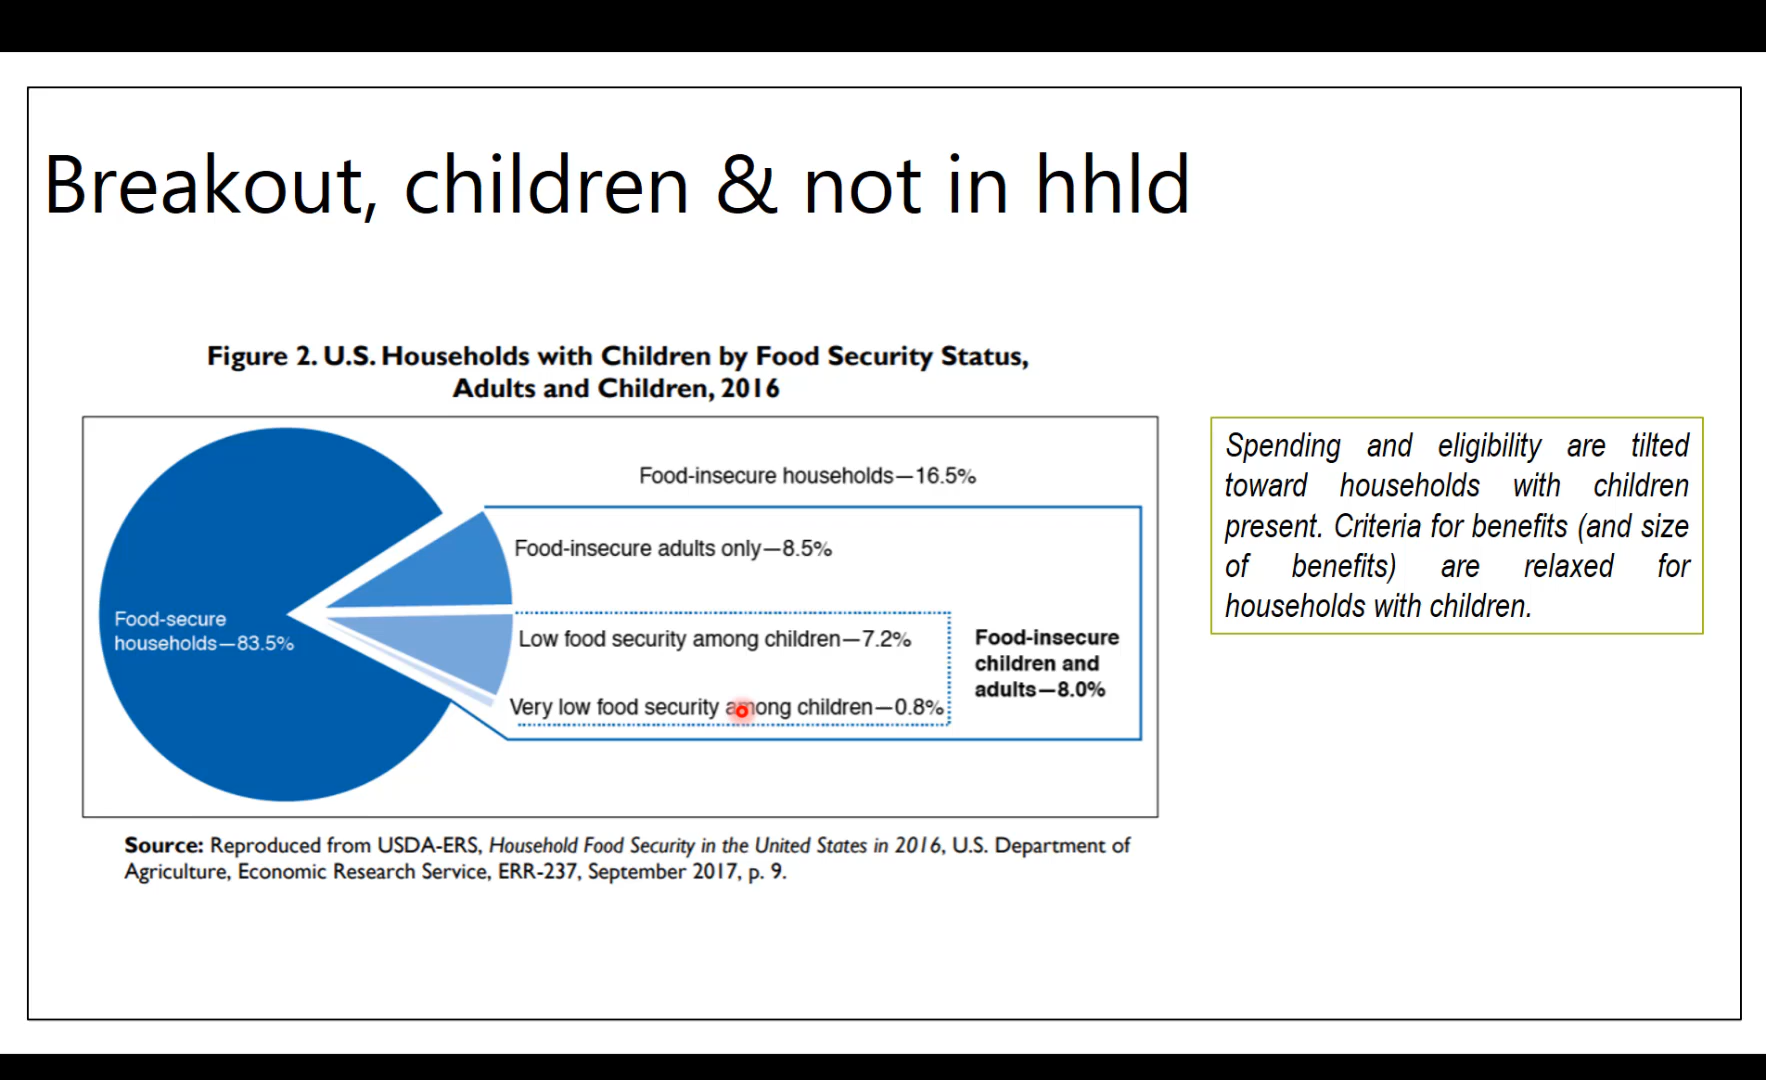 Breakout, children & not in hhld
Figure 2. U.S. Households with Children by Food Security Status,
Adults and Children, 2016
Food-insecure households—16.5%
Food-insecure adults only—8.5%
Food-secure
households—83.5%
Low food security among children—7.2%
Very low food security among children—0.8%
Food-insecure
children and
adults—8.0%
Source: Reproduced from USDA-ERS, Household Food Security in the United States in 2016, U.S. Department of
Agriculture, Economic Research Service, ERR-237, September 2017, p. 9.
Spending and eligibility are tilted
toward households with children
present. Criteria for benefits (and size
of benefits) are relaxed for
households with children.